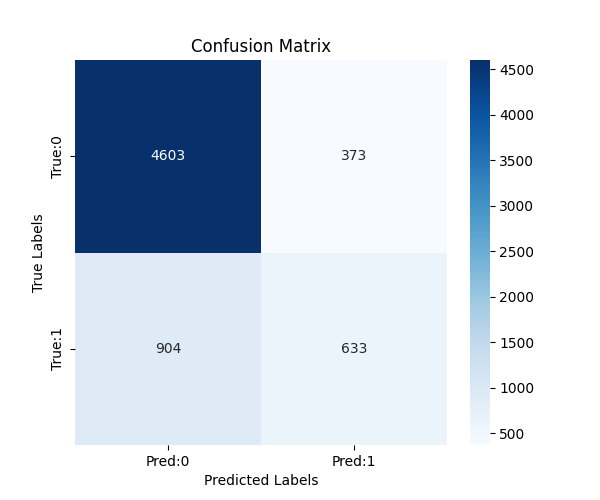 Confusion Matrix
True Labels
True:0
True:1
4603 373
904 633
Pred:0 Pred:1
Predicted Labels
4500
4000
3500
3000
2500
2000
1500
1000
500